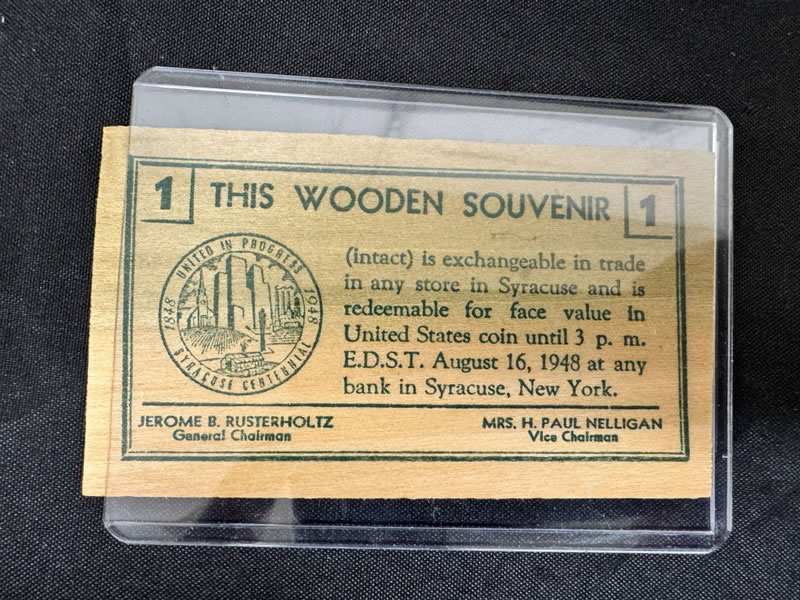 1 THIS WOODEN SOUVENIR 1
UNITED IN PROGRESS
1848 1948
SYRACUSE CENTENNIAL
(intact) is exchangeable in trade
in any store in Syracuse and is
redeemable for face value in
United States coin until 3 p. m.
E.D.S.T. August 16, 1948 at any
bank in Syracuse, New York.
JEROME B. RUSTERHOLTZ
General Chairman
MRS. H. PAUL NELLIGAN
Vice Chairman